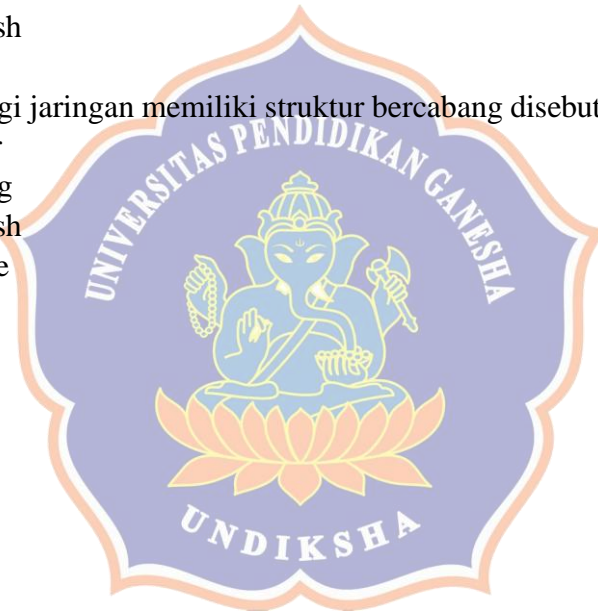 sh
gi jaringan memiliki struktur bercabang disebut
g
sh
e
UNIVERSITAS PENDIDIKAN GANESHA
UNDIKSHA